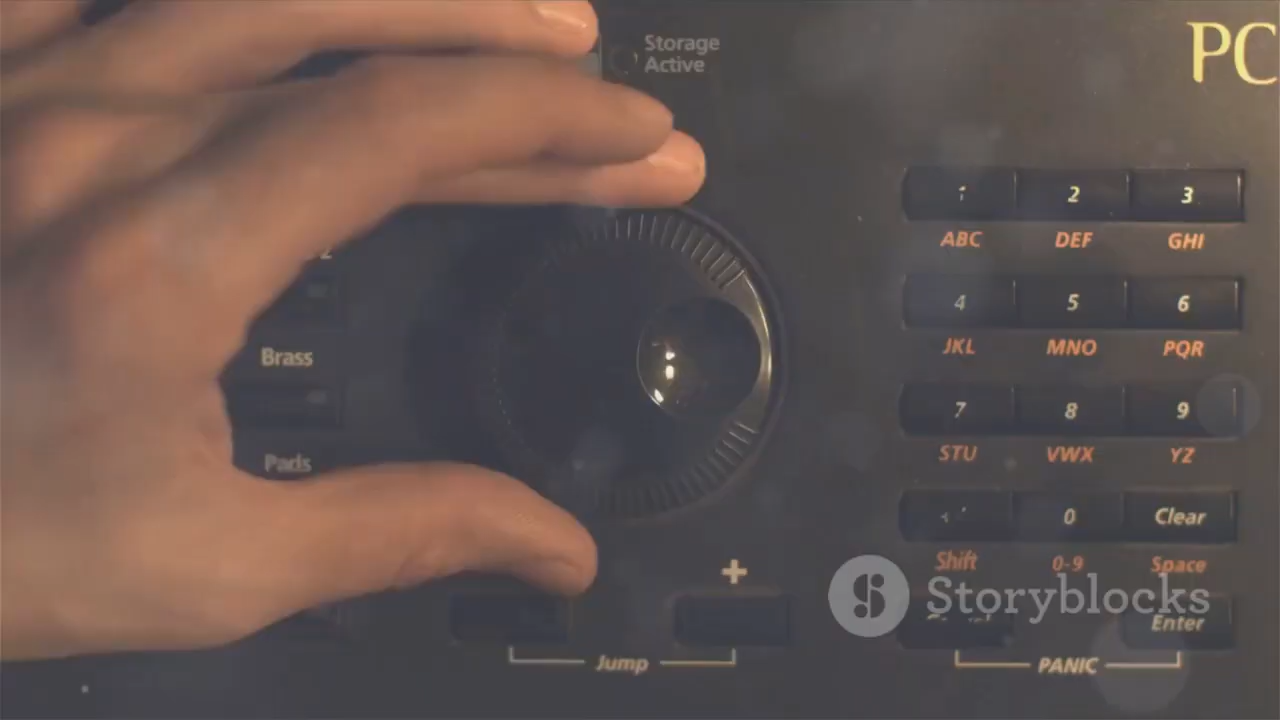 Storage
Active
PC
1 2 3
ABC DEF GHI
4 5 6
JKL MNO PQR
Brass
7 8 9
STU VWX YZ
Pads
0 Clear
Shift 0-9 Space
+
Storyblocks
Enter
Jump
PANIC